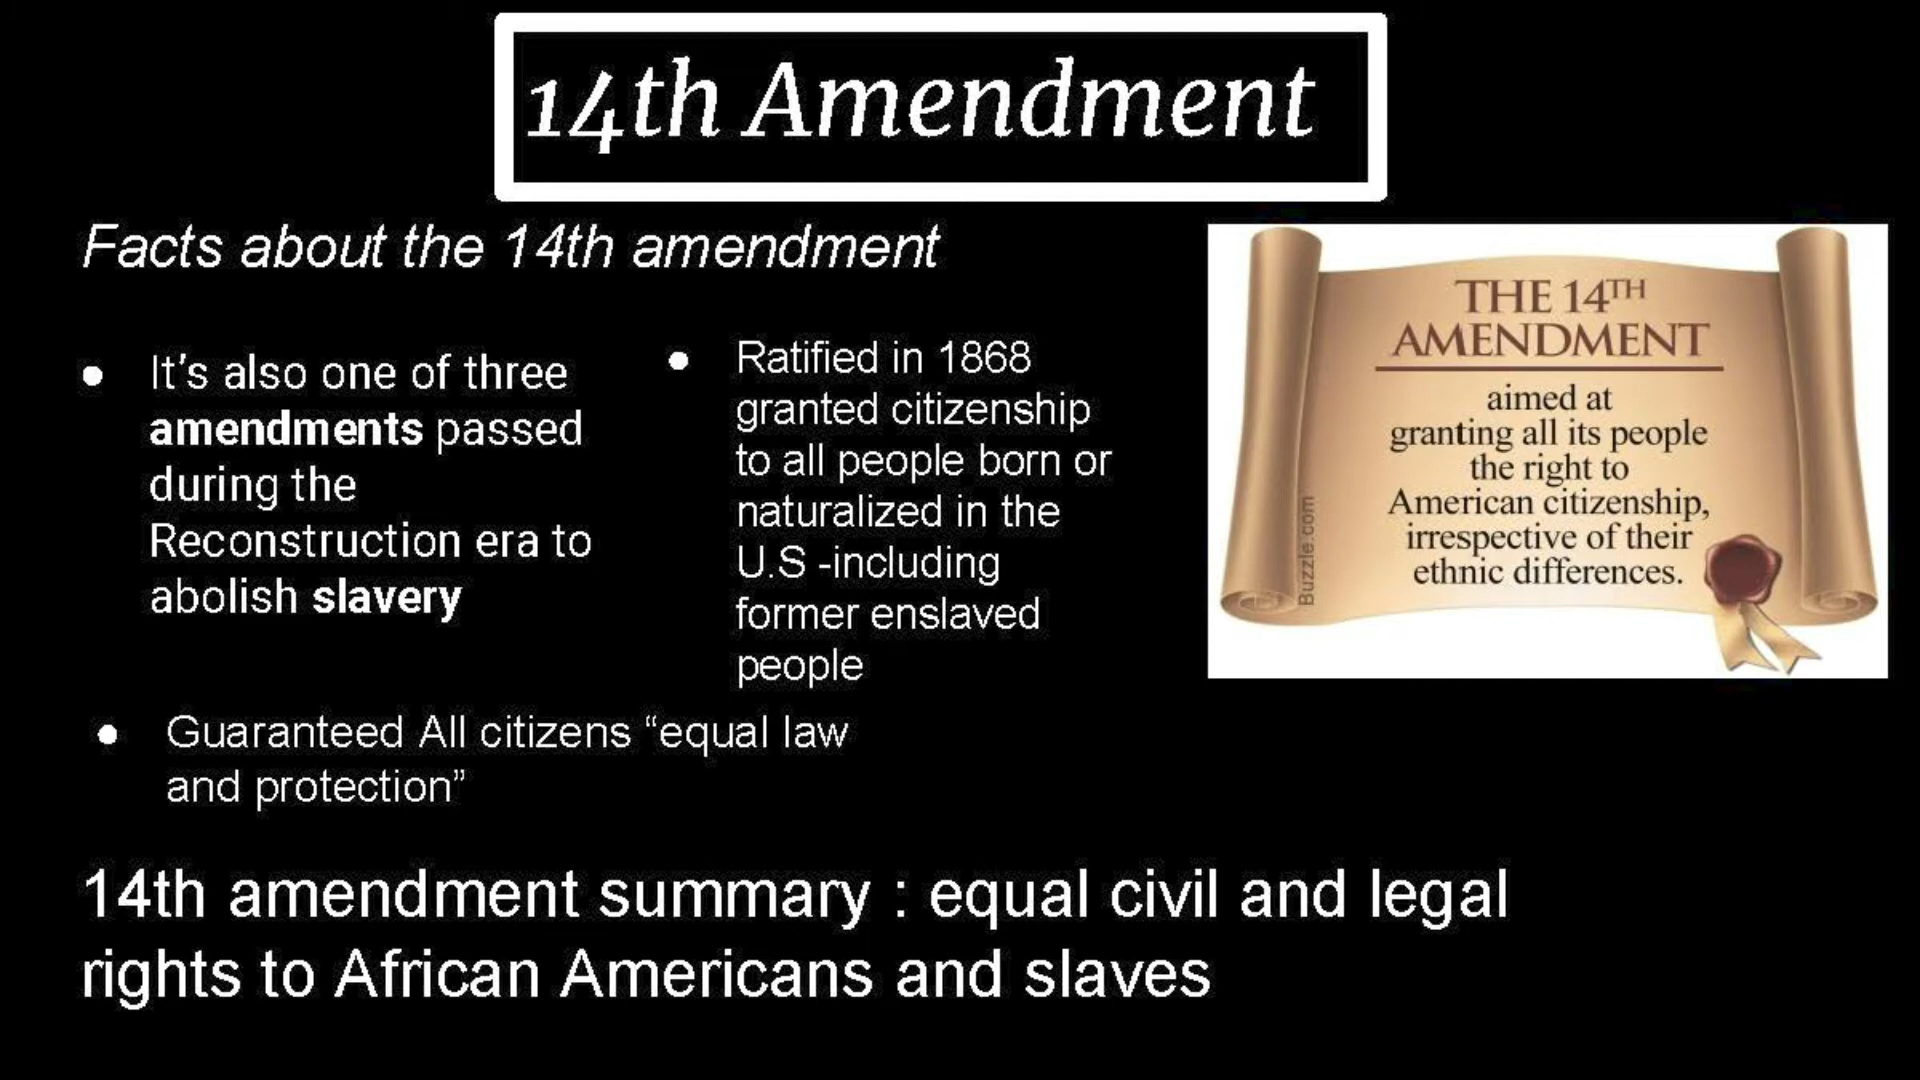 14th Amendment
Facts about the 14th amendment
It's also one of three
amendments passed
during the
Reconstruction era to
abolish slavery
Ratified in 1868
granted citizenship
to all people born or
naturalized in the
U.S -including
former enslaved
people
Guaranteed All citizens “equal law
and protection”
THE 14TH
AMENDMENT
aimed at
granting all its people
the right to
American citizenship,
irrespective of their
ethnic differences.
Buzzle.com
14th amendment summary : equal civil and legal
rights to African Americans and slaves